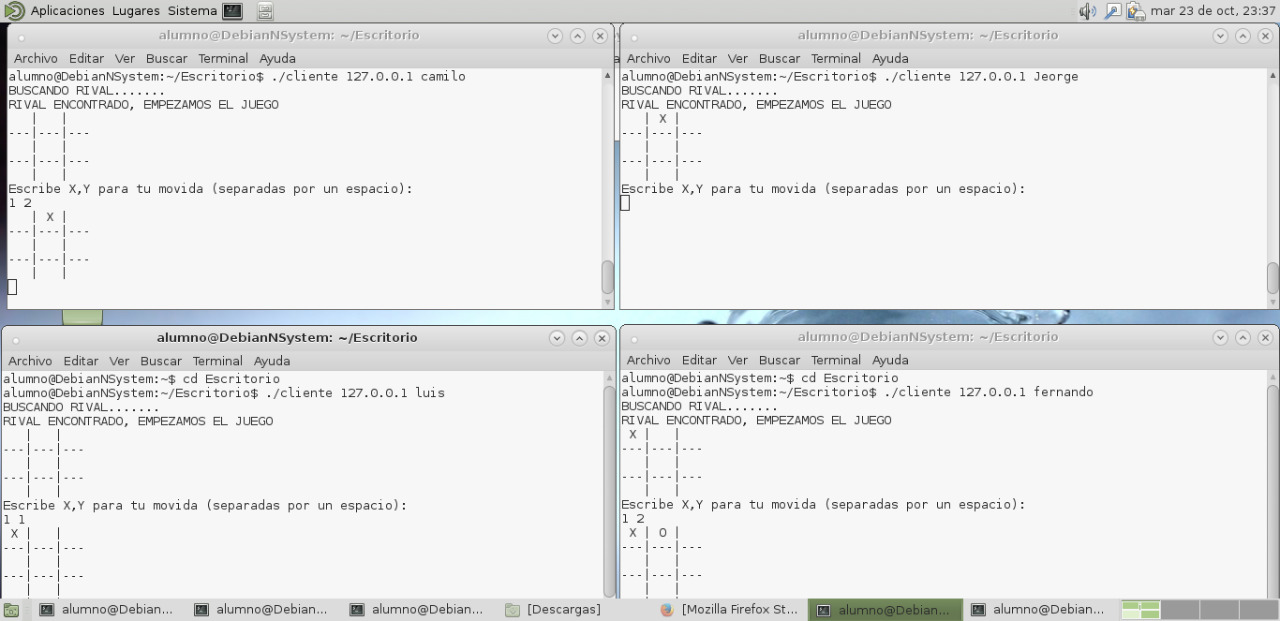 Aplicaciones Lugares Sistema mar 23 de oct, 23:37
alumno@DebianNSystem: ~/Escritorio
Archivo Editar Ver Buscar Terminal Ayuda
alumno@DebianNSystem:~/Escritorio$ ./cliente 127.0.0.1 camilo
BUSCANDO RIVAL.......
RIVAL ENCONTRADO, EMPEZAMOS EL JUEGO
   |   |
---|---|---
   |   |
---|---|---
   |   |
Escribe X,Y para tu movida (separadas por un espacio):
1 2
   | X |
---|---|---
   |   |
---|---|---
   |   |
alumno@DebianNSystem: ~/Escritorio
Archivo Editar Ver Buscar Terminal Ayuda
alumno@DebianNSystem:~/Escritorio$ ./cliente 127.0.0.1 Jeorge
BUSCANDO RIVAL.......
RIVAL ENCONTRADO, EMPEZAMOS EL JUEGO
   | X |
---|---|---
   |   |
---|---|---
   |   |
Escribe X,Y para tu movida (separadas por un espacio):
alumno@DebianNSystem: ~/Escritorio
Archivo Editar Ver Buscar Terminal Ayuda
alumno@DebianNSystem:~$ cd Escritorio
alumno@DebianNSystem:~/Escritorio$ ./cliente 127.0.0.1 luis
BUSCANDO RIVAL.......
RIVAL ENCONTRADO, EMPEZAMOS EL JUEGO
   |   |
---|---|---
   |   |
---|---|---
   |   |
Escribe X,Y para tu movida (separadas por un espacio):
1 1
 X |   |
---|---|---
   |   |
---|---|---
   |   |
alumno@DebianNSystem: ~/Escritorio
Archivo Editar Ver Buscar Terminal Ayuda
alumno@DebianNSystem:~$ cd Escritorio
alumno@DebianNSystem:~/Escritorio$ ./cliente 127.0.0.1 fernando
BUSCANDO RIVAL.......
RIVAL ENCONTRADO, EMPEZAMOS EL JUEGO
 X |   |
---|---|---
   |   |
---|---|---
   |   |
Escribe X,Y para tu movida (separadas por un espacio):
1 2
 X | O |
---|---|---
   |   |
---|---|---
   |   |
alumno@Debian... alumno@Debian... alumno@Debian... [Descargas] [Mozilla Firefox St... alumno@Debian... alumno@Debian...